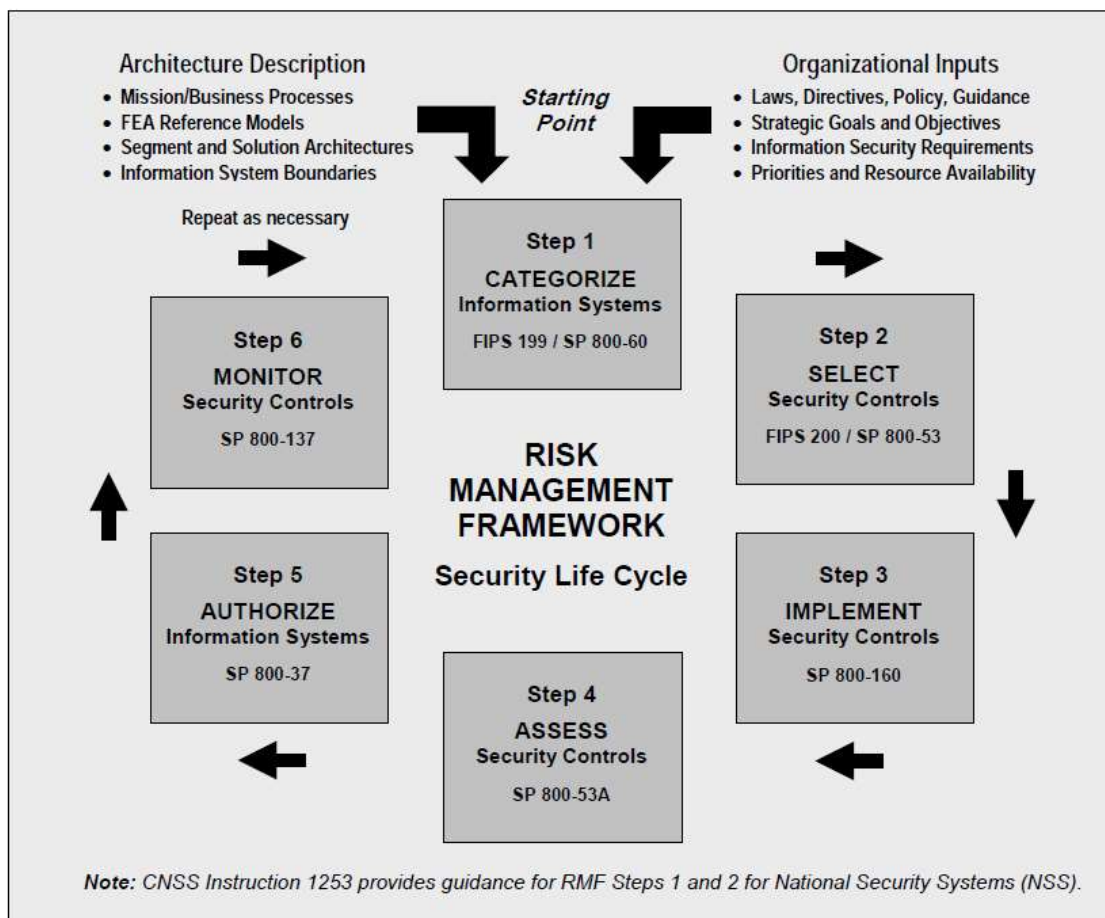 Architecture Description
• Mission/Business Processes
• FEA Reference Models
• Segment and Solution Architectures
• Information System Boundaries
Starting
Point
Organizational Inputs
• Laws, Directives, Policy, Guidance
• Strategic Goals and Objectives
• Information Security Requirements
• Priorities and Resource Availability
Repeat as necessary
Step 1
CATEGORIZE
Information Systems
FIPS 199 / SP 800-60
Step 2
SELECT
Security Controls
FIPS 200 / SP 800-53
Step 3
IMPLEMENT
Security Controls
SP 800-160
Step 4
ASSESS
Security Controls
SP 800-53A
Step 5
AUTHORIZE
Information Systems
SP 800-37
Step 6
MONITOR
Security Controls
SP 800-137
RISK
MANAGEMENT
FRAMEWORK
Security Life Cycle
Note: CNSS Instruction 1253 provides guidance for RMF Steps 1 and 2 for National Security Systems (NSS).